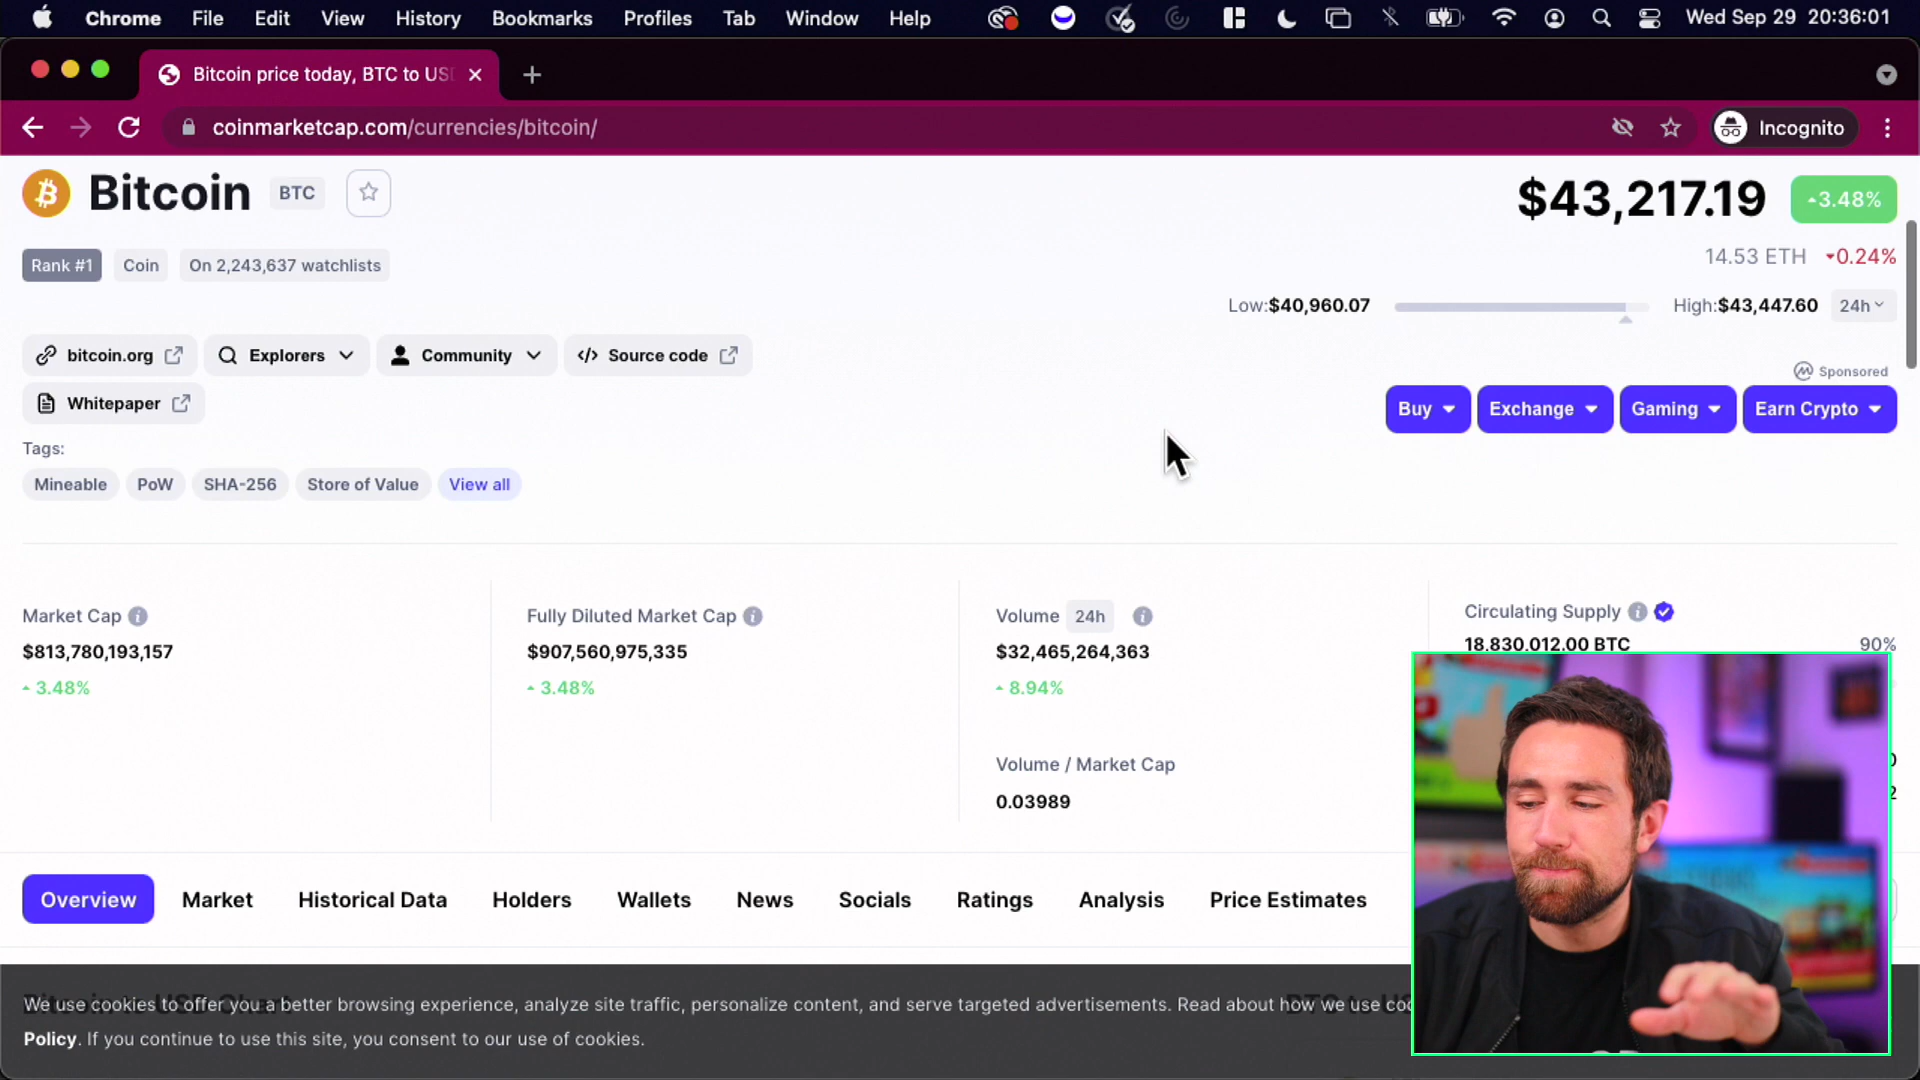 Chrome File Edit View History Bookmarks Profiles Tab Window Help Wed Sep 29 20:36:01
Bitcoin price today, BTC to US
coinmarketcap.com/currencies/bitcoin/ Incognito
Bitcoin BTC $43,217.19 3.48%
14.53 ETH 0.24%
Rank #1 Coin On 2,243,637 watchlists
Low:$40,960.07 High:$43,447.60 24h
bitcoin.org Explorers Community Source code
Sponsored
Whitepaper
Buy Exchange Gaming Earn Crypto
Tags:
Mineable PoW SHA-256 Store of Value View all
Market Cap Fully Diluted Market Cap Volume 24h Circulating Supply
$813,780,193,157 $907,560,975,335 $32,465,264,363 18,830,012.00 BTC 90%
3.48% 3.48% 8.94%
Volume / Market Cap
0.03989
Overview Market Historical Data Holders Wallets News Socials Ratings Analysis Price Estimates
Bitcoin to USD Chart
We use cookies to offer you a better browsing experience, analyze site traffic, personalize content, and serve targeted advertisements. Read about how we use
Policy. If you continue to use this site, you consent to our use of cookies.